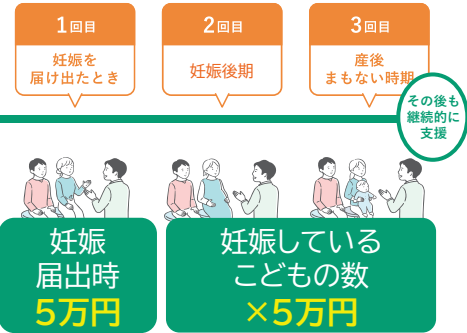 1回目
妊娠を
届け出たとき
2回目
妊娠後期
3回目
産後
まもない時期
その後も
継続的に
支援
妊娠
届出時
5万円
妊娠している
こどもの数
×5万円